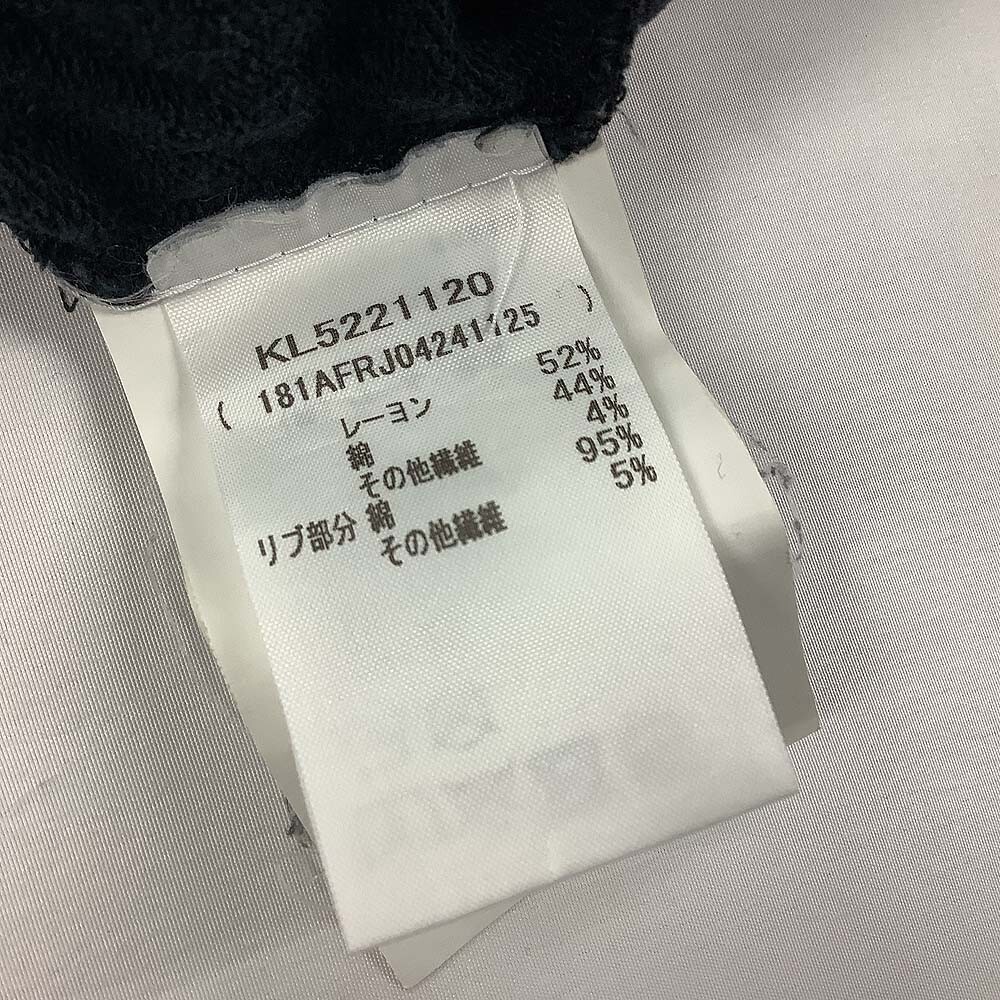 KL5221120
( 181AFRJ04241125 )
レーヨン 52%
綿 44%
その他繊維 4%
リブ部分 綿 95%
その他繊維 5%